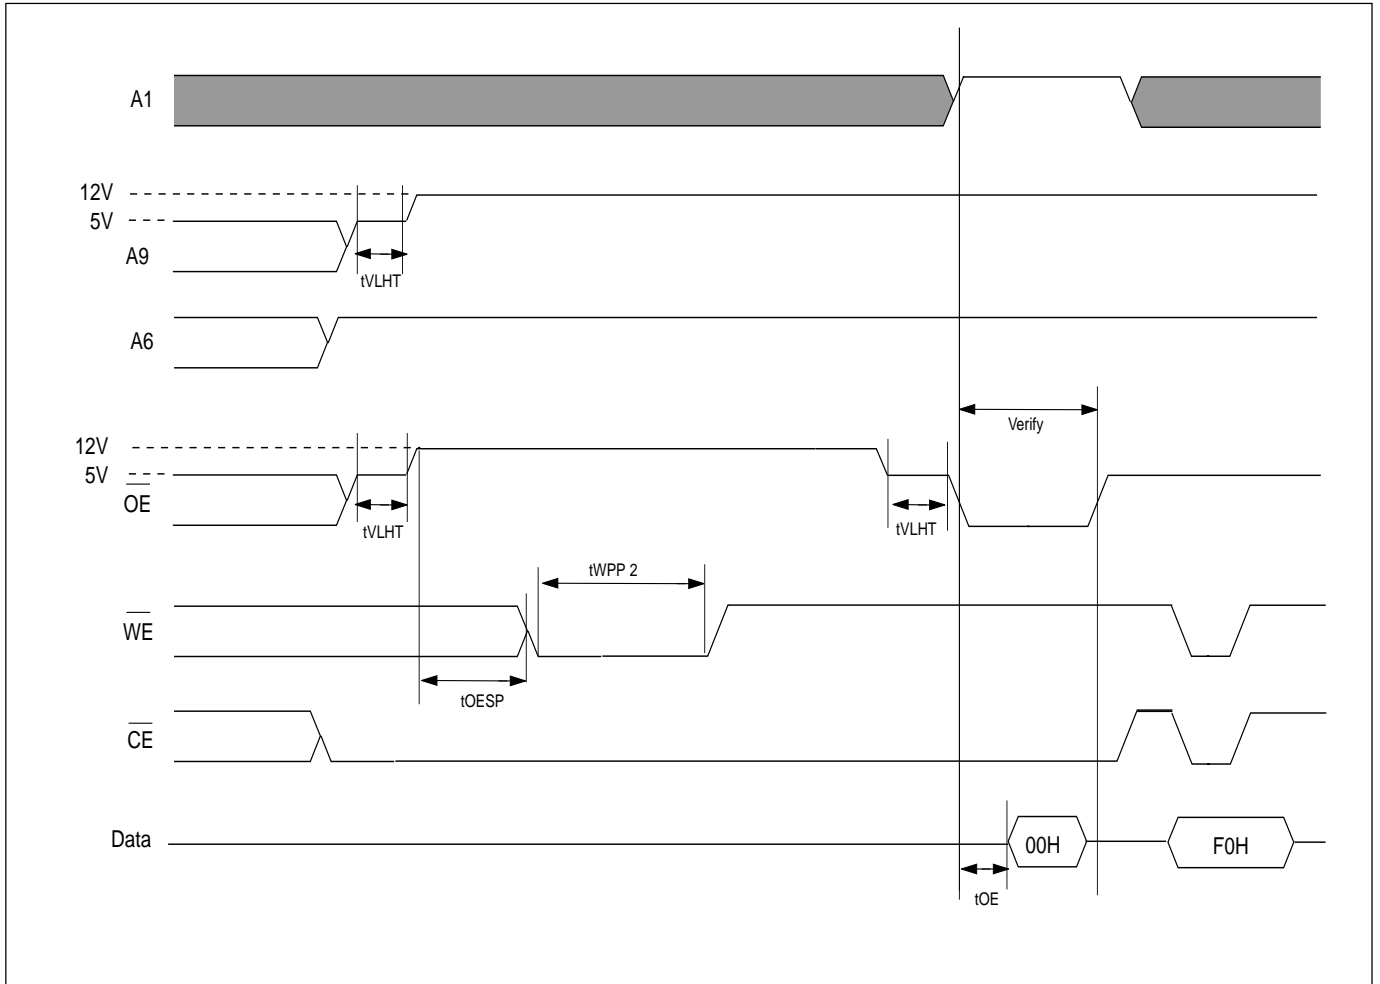 A1
12V
5V
A9
tVLHT
A6
Verify
12V
5V
OE
tVLHT
tVLHT
tWPP 2
WE
tOESP
CE
Data
00H
F0H
tOE